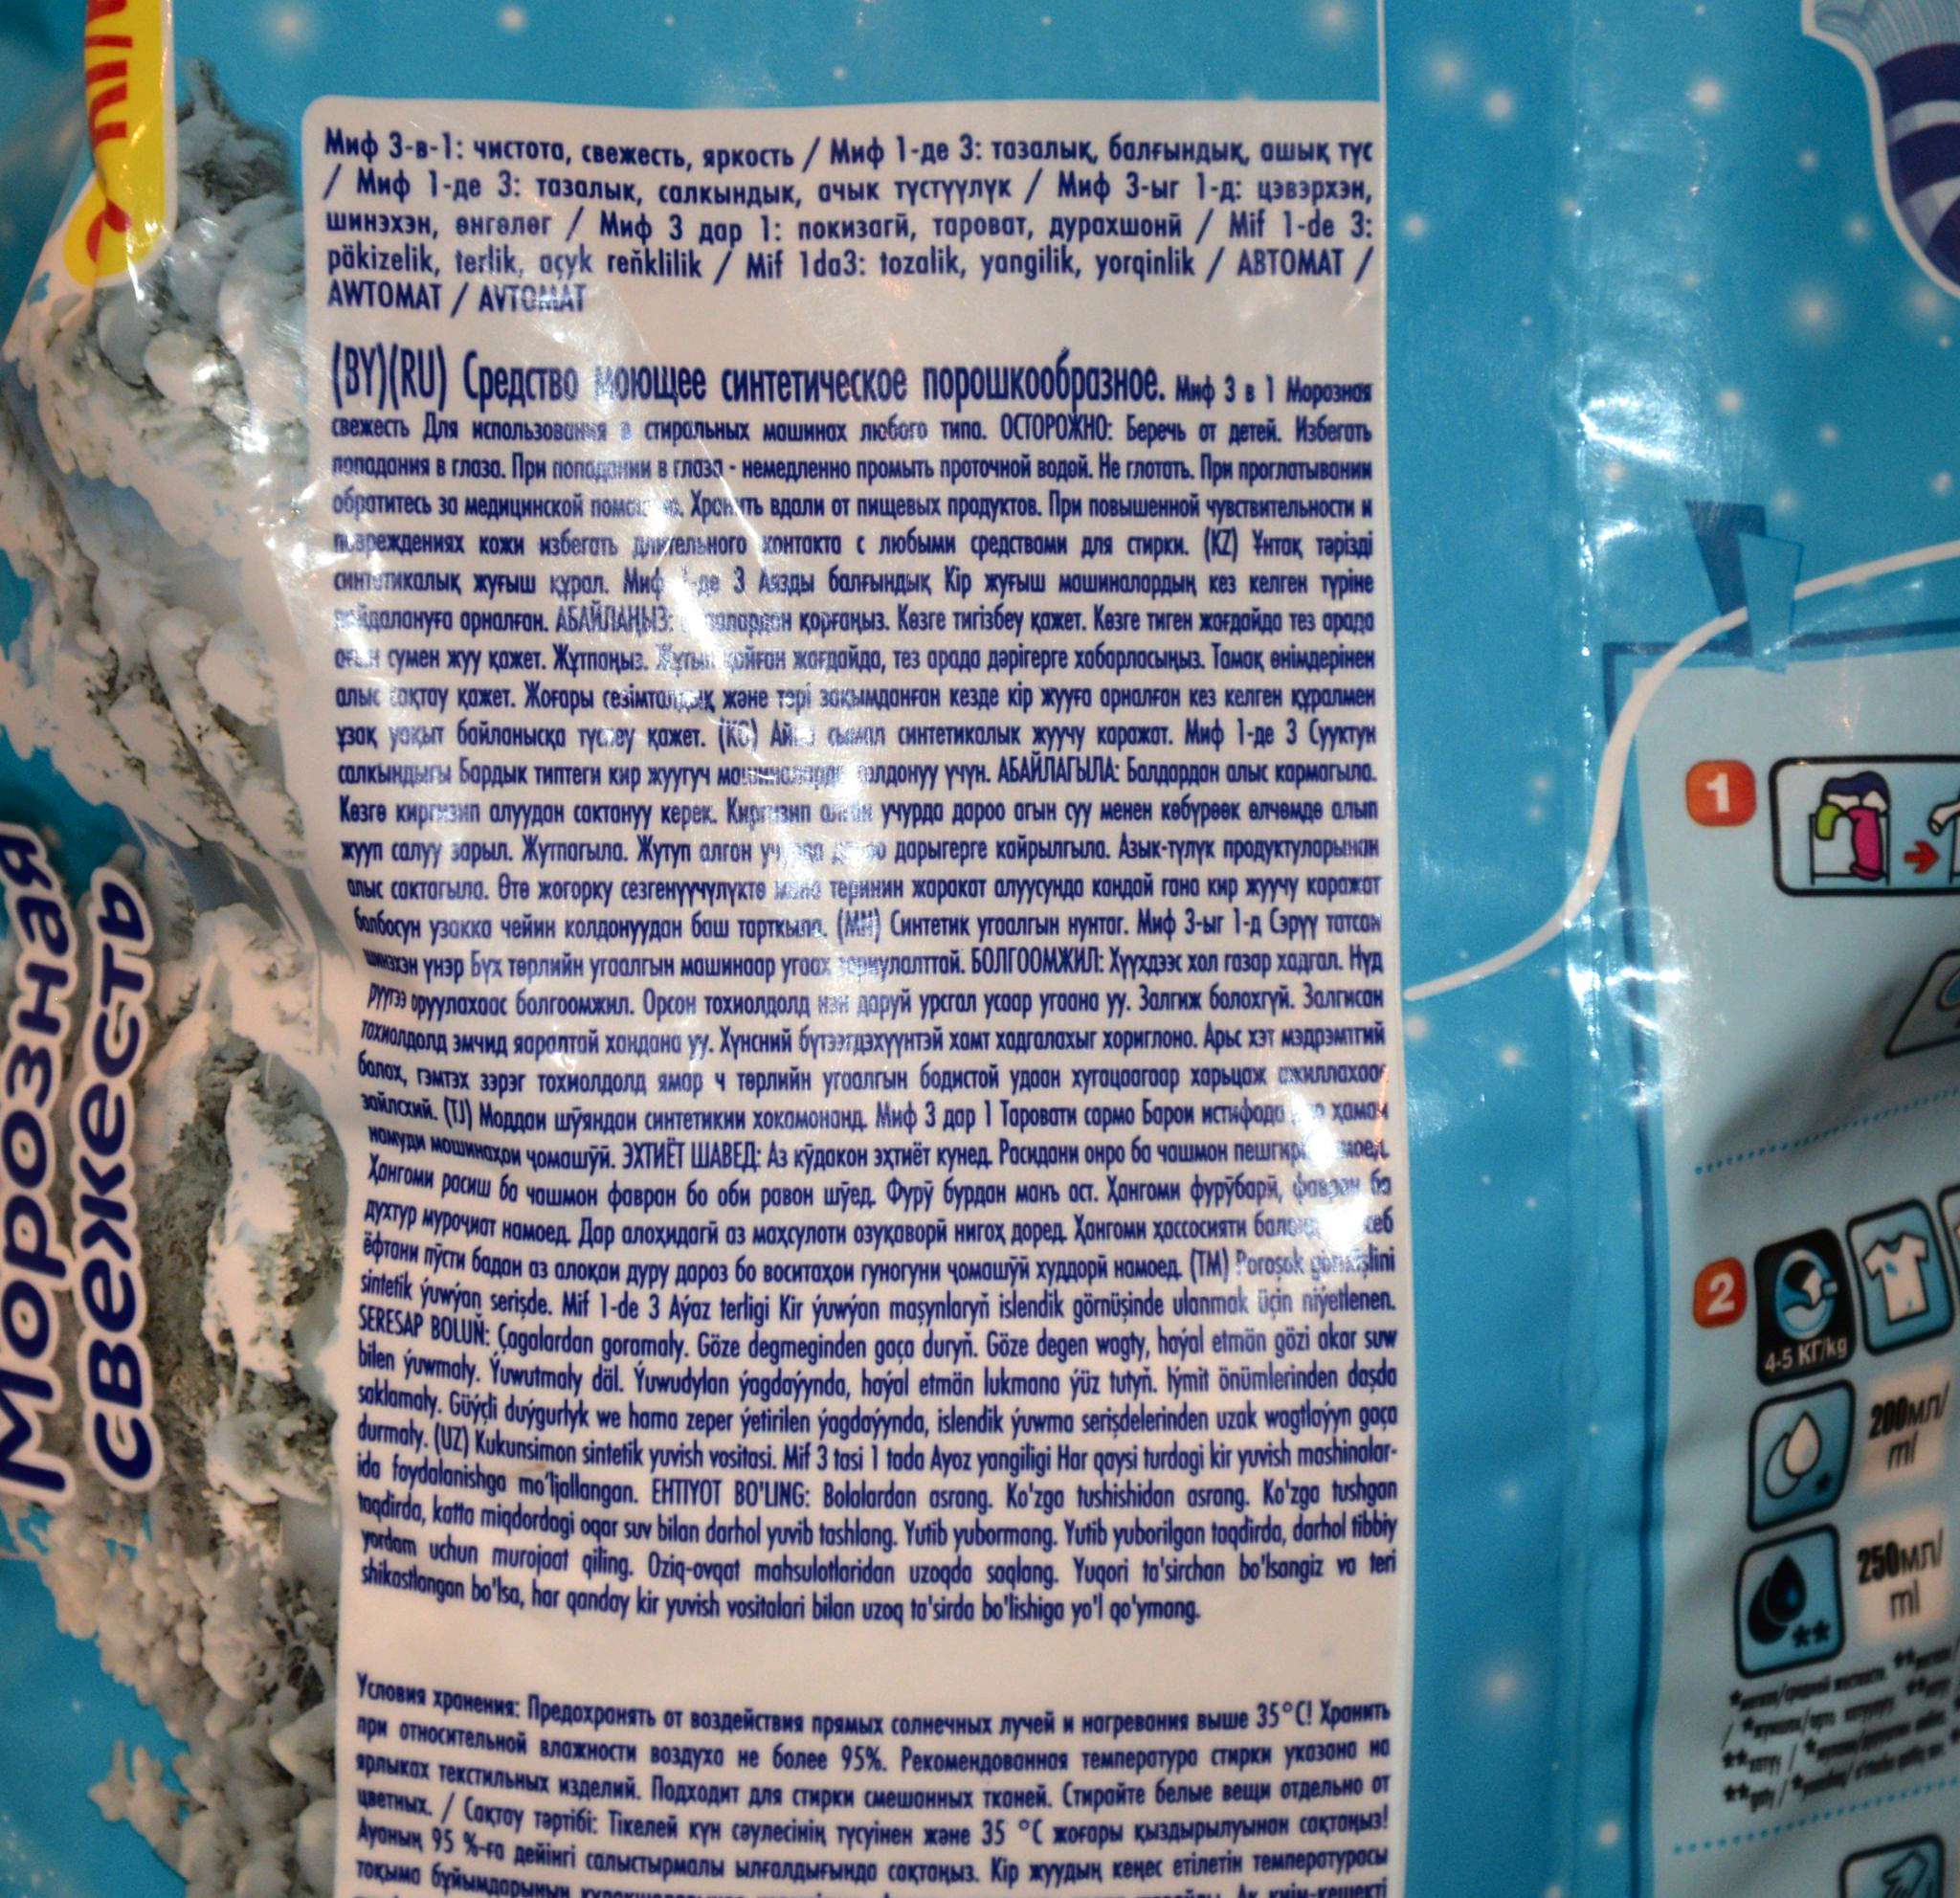 Миф 3-в-1: чистота, свежесть, яркость / Миф 1-де 3: тазалық, балғындық, ашық түс
/ Миф 1-де 3: тазалык, салкындык, ачык түстүүлүк / Миф 3-ыг 1-д: цэвэрхэн,
шинэхэн, өнгөлөг / Миф 3 дар 1: покизагӣ, тароват, дурахшонӣ / Mif 1-de 3:
päkizelik, terlik, açyk reňklilik / Mif 1da3: tozalik, yangilik, yorqinlik / АВТОМАТ /
AWTOMAT / AVTOMAT
(BY)(RU) Средство моющее синтетическое порошкообразное. Миф 3 в 1 Морозная
свежесть Для использования в стиральных машинах любого типа. ОСТОРОЖНО: Беречь от детей. Избегать
попадания в глаза. При попадании в глаза - немедленно промыть проточной водой. Не глотать. При проглатывании
обратитесь за медицинской Хранить вдали от пищевых продуктов. При повышенной чувствительности и
повреждениях кожи избегать длительного контакта с любыми средствами для стирки. (KZ) Ұнтақ тәрізді
синтетикалық жуғыш құрал. Миф 3 Аязды балғындық Кір жуғыш машиналардың кез келген түріне
пайдалануға арналған. АБАЙЛАҢЫЗ: қорғаңыз. Көзге тигізбеу қажет. Көзге тиген жағдайда тез арада
ағын сумен жуу қажет. Жұтпаңыз. Жұтып қойған жағдайда, тез арада дәрігерге хабарласыңыз. Тамақ өнімдерінен
алыс сақтау қажет. Жоғары сезімталдық және тері зақымданған кезде кір жууға арналған кез келген құралмен
ұзақ уақыт байланысқа түспеу қажет. (KG) сымал синтетикалык жуучу каражат. Миф 1-де 3 Сууктун
салкындыгы Бардык типтеги кир жуугуч колдонуу үчүн. АБАЙЛАГЫЛА: Балдардан алыс кармагыла.
Көзгө киргизип алуудан сактануу керек. Киргизип алган учурда дароо агын суу менен көбүрөөк өлчөмдө алып
жууп салуу зарыл. Жутпагыла. Жутуп алган дарыгерге кайрылгыла. Азык-түлүк продуктуларынан
алыс сактагыла. Өтө жогорку сезгенүүчүлүктө жана теринин жаракат алуусунда кандай гана кир жуучу каражат
болбосун узакка чейин колдонуудан баш тарткыла. (MN) Синтетик угаалгын нунтаг. Миф 3-ыг 1-д Сэрүү татсан
шинэхэн үнэр Бүх төрлийн угаалгын машинаар угаах зориулалттай. БОЛГООМЖИЛ: Хүүхдээс хол газар хадгал. Нүд
рүүгээ оруулахаас болгоомжил. Орсон тохиолдолд нэн даруй урсгал усаар угаана уу. Залгиж болохгүй. Залгисан
тохиолдолд эмчид яаралтай хандана уу. Хүнсний бүтээгдэхүүнтэй хамт хадгалахыг хориглоно. Арьс хэт мэдрэмтгий
болох, гэмтэх зэрэг тохиолдолд ямар ч төрлийн угаалгын бодистой удаан хугацаагаар харьцаж ажиллахаас
зайлсхий. (TJ) Моддаи шӯяндаи синтетикии хокамонанд. Миф 3 дар 1 Таровати сармо Барои истифода ҳамаи
намуди мошинаҳои ҷомашӯӣ. ЭҲТИЁТ ШАВЕД: Аз кӯдакон эҳтиёт кунед. Расидани онро ба чашмон
Ҳангоми расиш ба чашмон фавран бо оби равон шӯед. Фурӯ бурдан манъ аст. Ҳангоми фурӯбарӣ, фавран ба
духтур муроҷиат намоед. Дар алоҳидагӣ аз маҳсулоти озуқаворӣ нигоҳ доред. Ҳангоми ҳассосияти
ёфтани пӯсти бадан аз алоқаи дуру дароз бо воситаҳои гуногуни ҷомашӯӣ худдорӣ намоед. (TM) Poroşok görnüşlini
sintetik ýuwýan serişde. Mif 1-de 3 Aýaz terligi Kir ýuwýan maşynlaryň islendik görnüşinde ulanmak üçin niýetlenen.
SERESAP BOLUŇ: Çagalardan goramaly. Göze degmeginden gaça duryň. Göze degen wagty, haýal etmän gözi akar suw
bilen ýuwmaly. Ýuwutmaly däl. Ýuwudylan ýagdaýynda, haýal etmän lukmana ýüz tutyň. Iýmit önümlerinden daşda
saklamaly. Güýçli duýgurlyk we hama zeper ýetirilen ýagdaýynda, islendik ýuwma serişdelerinden uzak wagtlaýyn gaça
durmaly. (UZ) Kukunsimon sintetik yuvish vositasi. Mif 3 tasi 1 tada Ayoz yangiligi Har qaysi turdagi kir yuvish mashinalar-
ida foydalanishga mo'ljallangan. EHTIYOT BO'LING: Bolalardan asrang. Ko'zga tushishidan asrang. Ko'zga tushgan
taqdirda, katta miqdordagi oqar suv bilan darhol yuvib tashlang. Yutib yubormang. Yutib yuborilgan taqdirda, darhol tibbiy
yordam uchun murojaat qiling. Oziq-ovqat mahsulotlaridan uzoqda saqlang. Yuqori ta'sirchan bo'lsangiz va teri
shikastlangan bo'lsa, har qanday kir yuvish vositalari bilan uzoq ta'sirda bo'lishiga yo'l qo'ymang.
Условия хранения: Предохранять от воздействия прямых солнечных лучей и нагревания выше 35°C! Хранить
при относительной влажности воздуха не более 95%. Рекомендованная температура стирки указана на
ярлыках текстильных изделий. Подходит для стирки смешанных тканей. Стирайте белые вещи отдельно от
цветных. / Сақтау тәртібі: Тікелей күн сәулесінің түсуінен және 35 °C жоғары қыздырылуынан сақтаңыз!
Ауаның 95 %-ға дейінгі салыстырмалы ылғалдығында сақтаңыз. Кір жуудың кеңес етілетін температурасы
тоқыма бұйымдарының
Морозная
свежесть
1
2
4-5 КГ/kg
200мл/
ml
250мл/
ml